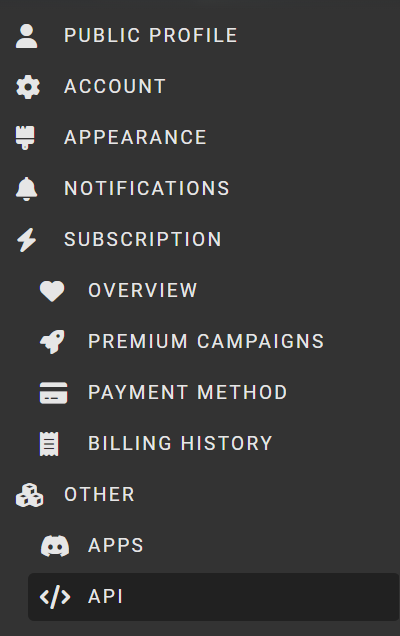 PUBLIC PROFILE
ACCOUNT
APPEARANCE
NOTIFICATIONS
SUBSCRIPTION
OVERVIEW
PREMIUM CAMPAIGNS
PAYMENT METHOD
BILLING HISTORY
OTHER
APPS
API